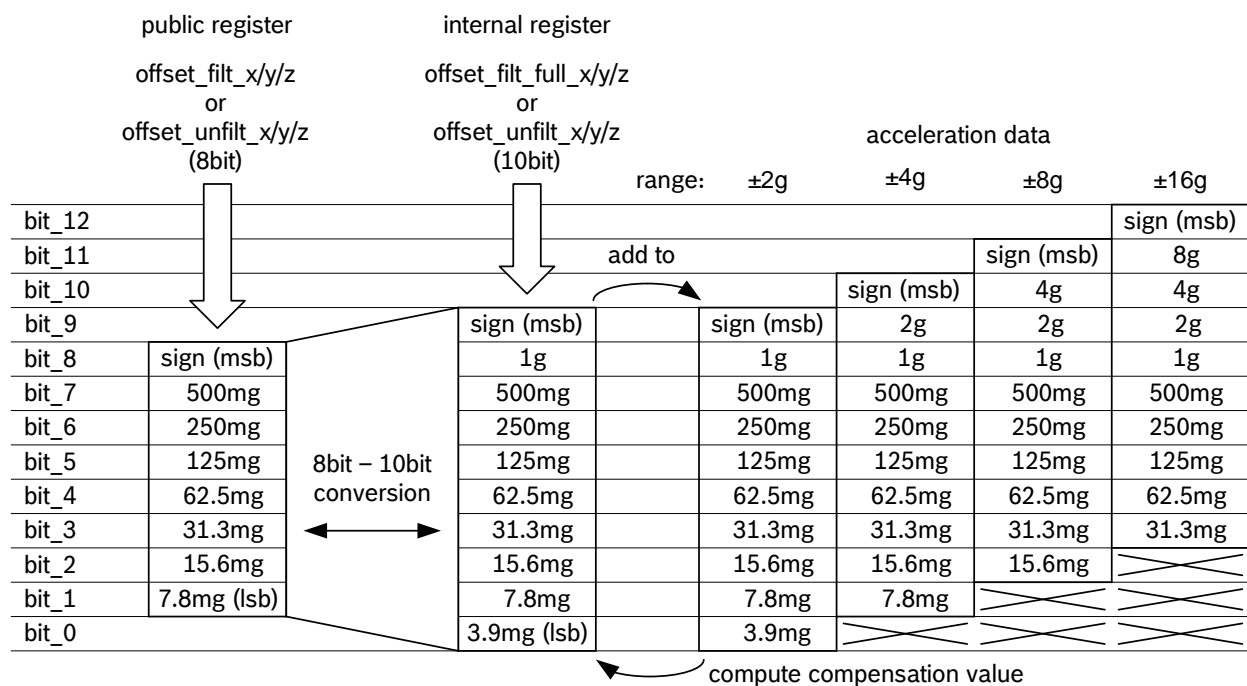 public register internal register
offset_filt_x/y/z offset_filt_full_x/y/z
or or
offset_unfilt_x/y/z offset_unfilt_x/y/z
(8bit) (10bit) acceleration data
range: ±2g ±4g ±8g ±16g
bit_12 sign (msb)
bit_11 add to sign (msb) 8g
bit_10 sign (msb) 4g 4g
bit_9 sign (msb) sign (msb) 2g 2g 2g
bit_8 sign (msb) 1g 1g 1g 1g 1g
bit_7 500mg 500mg 500mg 500mg 500mg 500mg
bit_6 250mg 250mg 250mg 250mg 250mg 250mg
bit_5 125mg 8bit – 10bit 125mg 125mg 125mg 125mg 125mg
bit_4 62.5mg conversion 62.5mg 62.5mg 62.5mg 62.5mg 62.5mg
bit_3 31.3mg 31.3mg 31.3mg 31.3mg 31.3mg 31.3mg
bit_2 15.6mg 15.6mg 15.6mg 15.6mg 15.6mg
bit_1 7.8mg (lsb) 7.8mg 7.8mg 7.8mg
bit_0 3.9mg (lsb) 3.9mg
compute compensation value